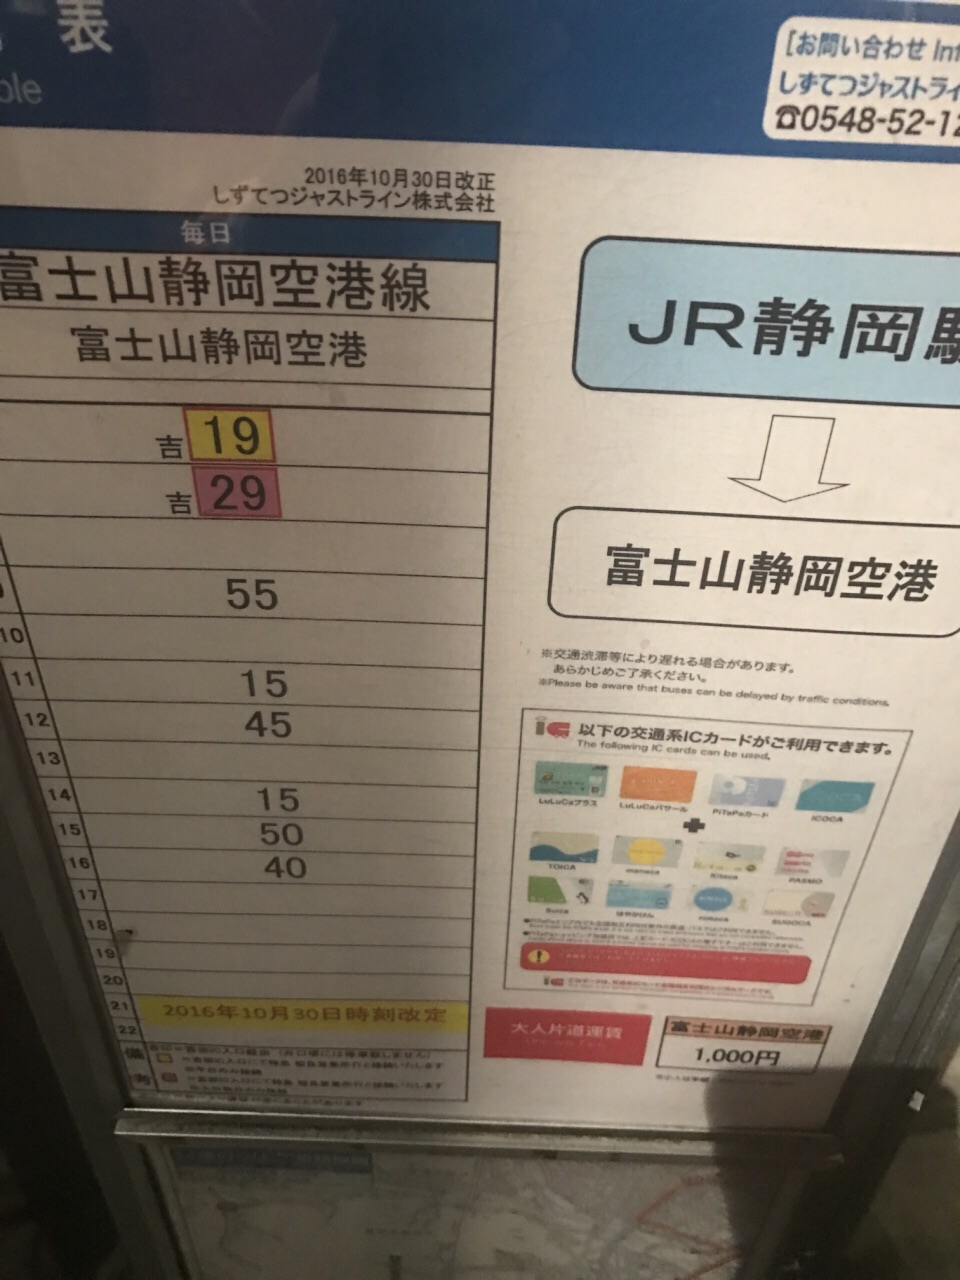 表
ble
[お問い合わせ Inf
しずてつジャストライ
☎0548-52-12
2016年10月30日改正
しずてつジャストライン株式会社
毎日
富士山静岡空港線
富士山静岡空港
吉 19
吉 29
55
10
11 15
12 45
13
14 15
15 50
16 40
17
18
19
20
21 2016年10月30日時刻改定
22
備
考
JR静岡駅
富士山静岡空港
※交通渋滞等により遅れる場合があります。
あらかじめご了承ください。
※Please be aware that buses can be delayed by traffic conditions.
IC 以下の交通系ICカードがご利用できます。
The following IC cards can be used.
LuLuCaプラス LuLuCaパサール PiTaPaカード ICOCA
TOICA manaca Kitaca PASMO
Suica はやかけん nimoca SUGOCA
大人片道運賃
富士山静岡空港
1,000円